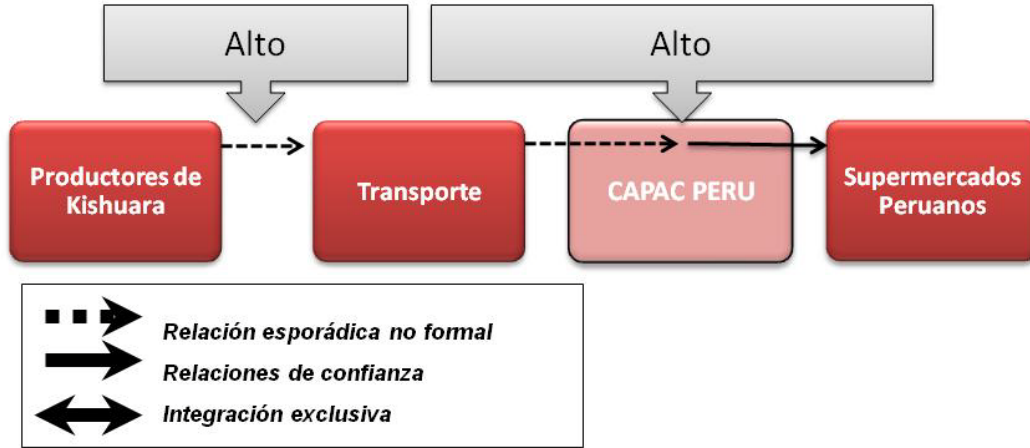 Alto
Alto
Productores de
Kishuara
Transporte
CAPAC PERU
Supermercados
Peruanos
Relación esporádica no formal
Relaciones de confianza
Integración exclusiva